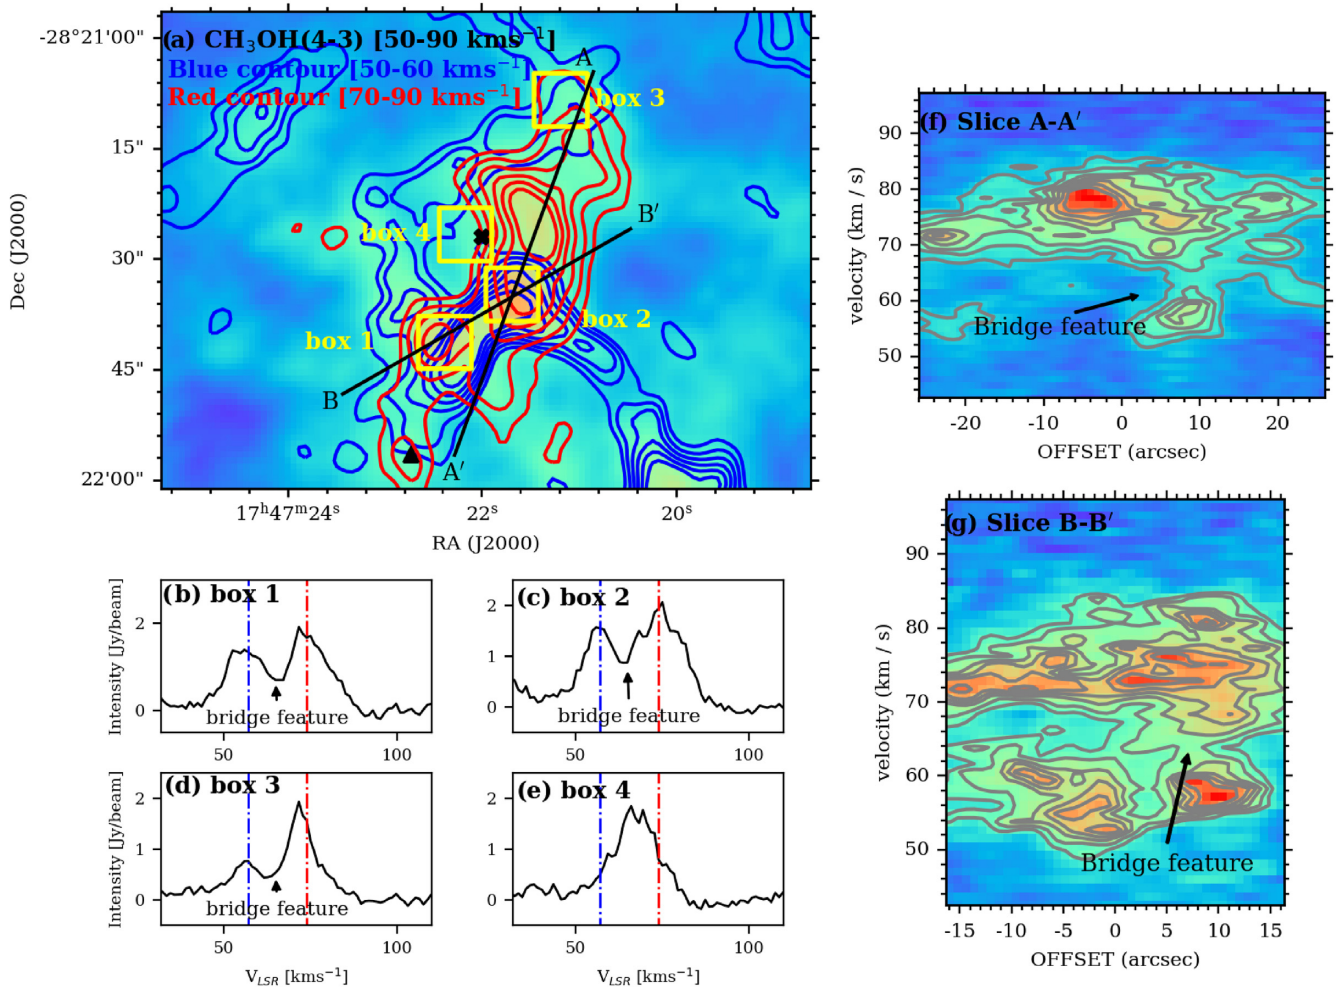 (a) CH₃OH(4-3) [50-90 kms⁻¹]
Blue contour [50-60 kms⁻¹]
Red contour [70-90 kms⁻¹]
A
box 3
B′
box 4
box 2
box 1
B
A′
-28°21′00″
15″
30″
45″
22′00″
Dec (J2000)
17ʰ47ᵐ24ˢ
22ˢ
20ˢ
RA (J2000)
(f) Slice A-A′
Bridge feature
90
80
70
60
50
velocity (km / s)
-20
-10
0
10
20
OFFSET (arcsec)
(b) box 1
bridge feature
2
0
Intensity [Jy/beam]
50
100
(c) box 2
bridge feature
2
1
0
50
100
(d) box 3
bridge feature
2
1
0
Intensity [Jy/beam]
50
100
V_LSR [kms⁻¹]
(e) box 4
2
1
0
50
100
V_LSR [kms⁻¹]
(g) Slice B-B′
Bridge feature
90
80
70
60
50
velocity (km / s)
-15
-10
-5
0
5
10
15
OFFSET (arcsec)